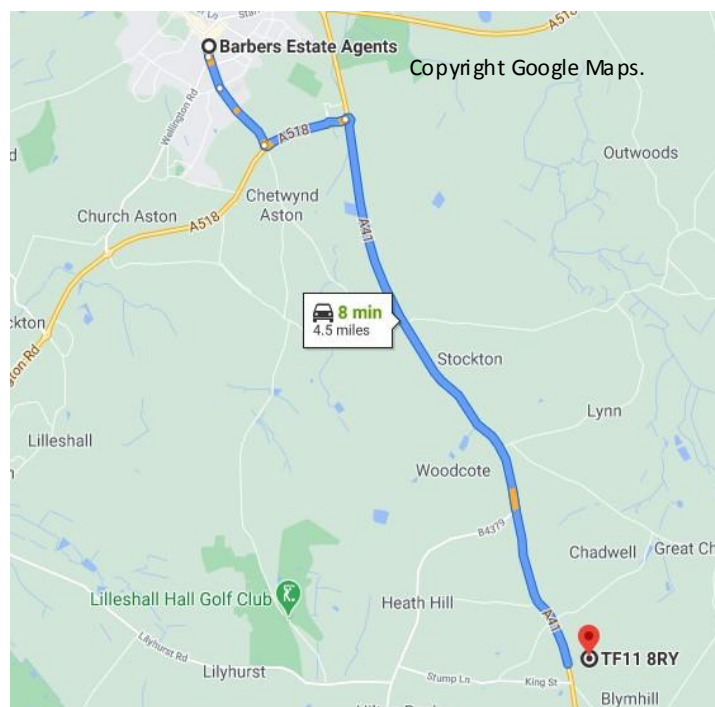 Barbers Estate Agents
Copyright Google Maps.
A518
Wellington Rd
A518
Outwoods
Chetwynd
Aston
Church Aston
A518
A41
8 min
4.5 miles
Stockton
Lynn
Lilleshall
Woodcote
B4379
Chadwell
Great Ch
Lilleshall Hall Golf Club
Heath Hill
A41
Lilyhurst Rd
Lilyhurst
Stump Ln
King St
TF11 8RY
Blymhill